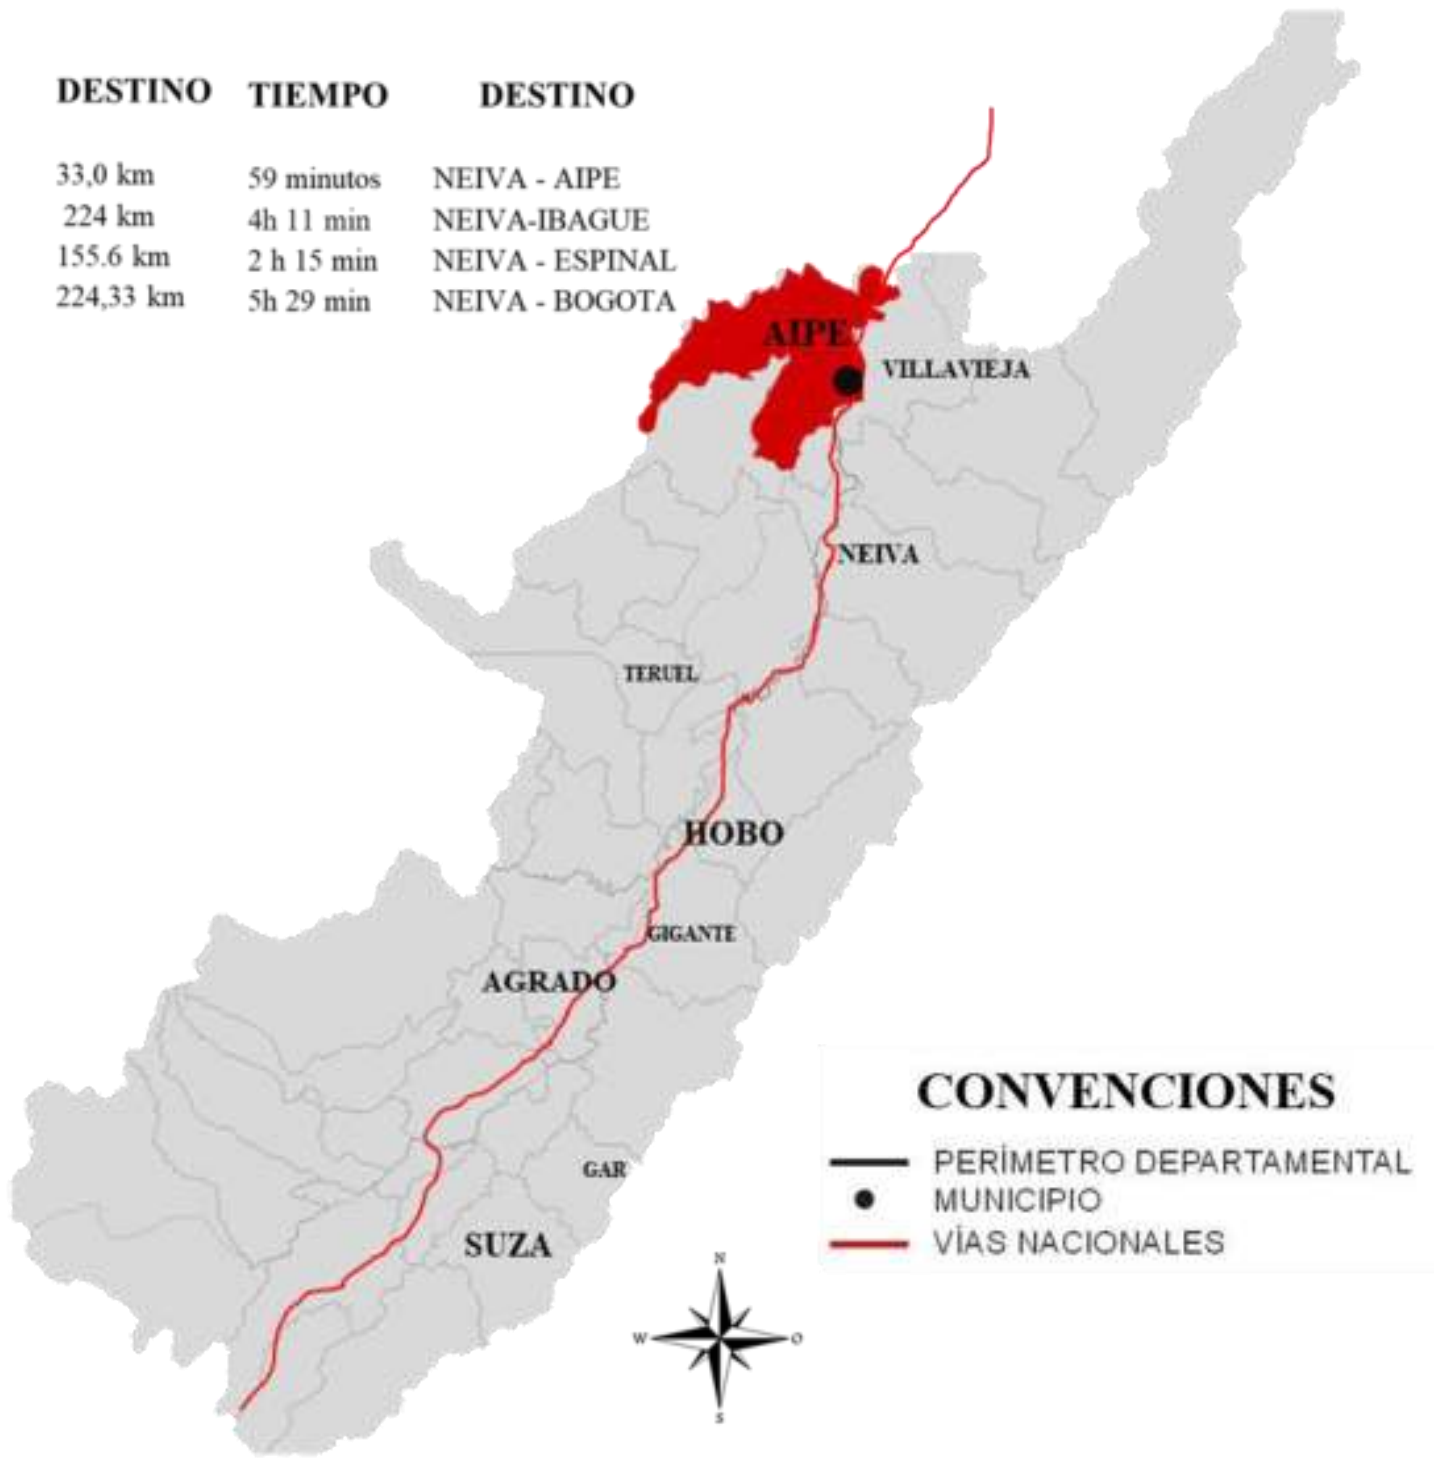 DESTINO TIEMPO DESTINO
33,0 km 59 minutos NEIVA - AIPE
224 km 4h 11 min NEIVA-IBAGUE
155.6 km 2 h 15 min NEIVA - ESPINAL
224,33 km 5h 29 min NEIVA - BOGOTA
AIPE
VILLAVIEJA
NEIVA
TERUEL
HOBO
GIGANTE
AGRADO
GAR
SUZA
CONVENCIONES
PERÍMETRO DEPARTAMENTAL
MUNICIPIO
VÍAS NACIONALES
N
W O
S